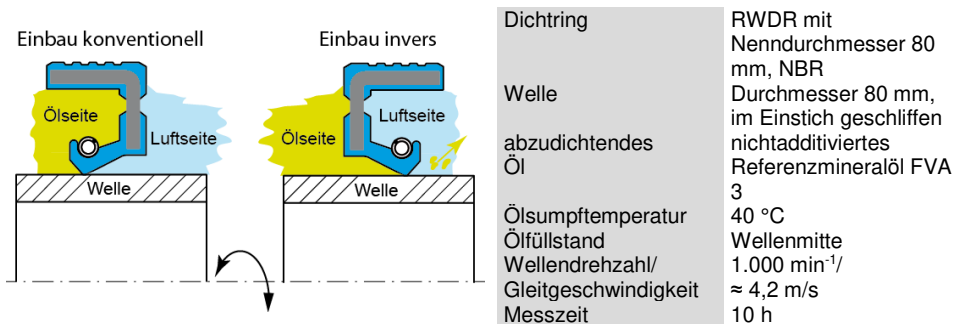 Einbau konventionell
Einbau invers
Ölseite
Luftseite
Welle
Ölseite
Luftseite
Welle
Dichtring RWDR mit
Nenndurchmesser 80
mm, NBR
Welle Durchmesser 80 mm,
im Einstich geschliffen
abzudichtendes nichtadditiviertes
Öl Referenzmineralöl FVA
3
Ölsumpftemperatur 40 °C
Ölfüllstand Wellenmitte
Wellendrehzahl/ 1.000 min⁻¹/
Gleitgeschwindigkeit ≈ 4,2 m/s
Messzeit 10 h